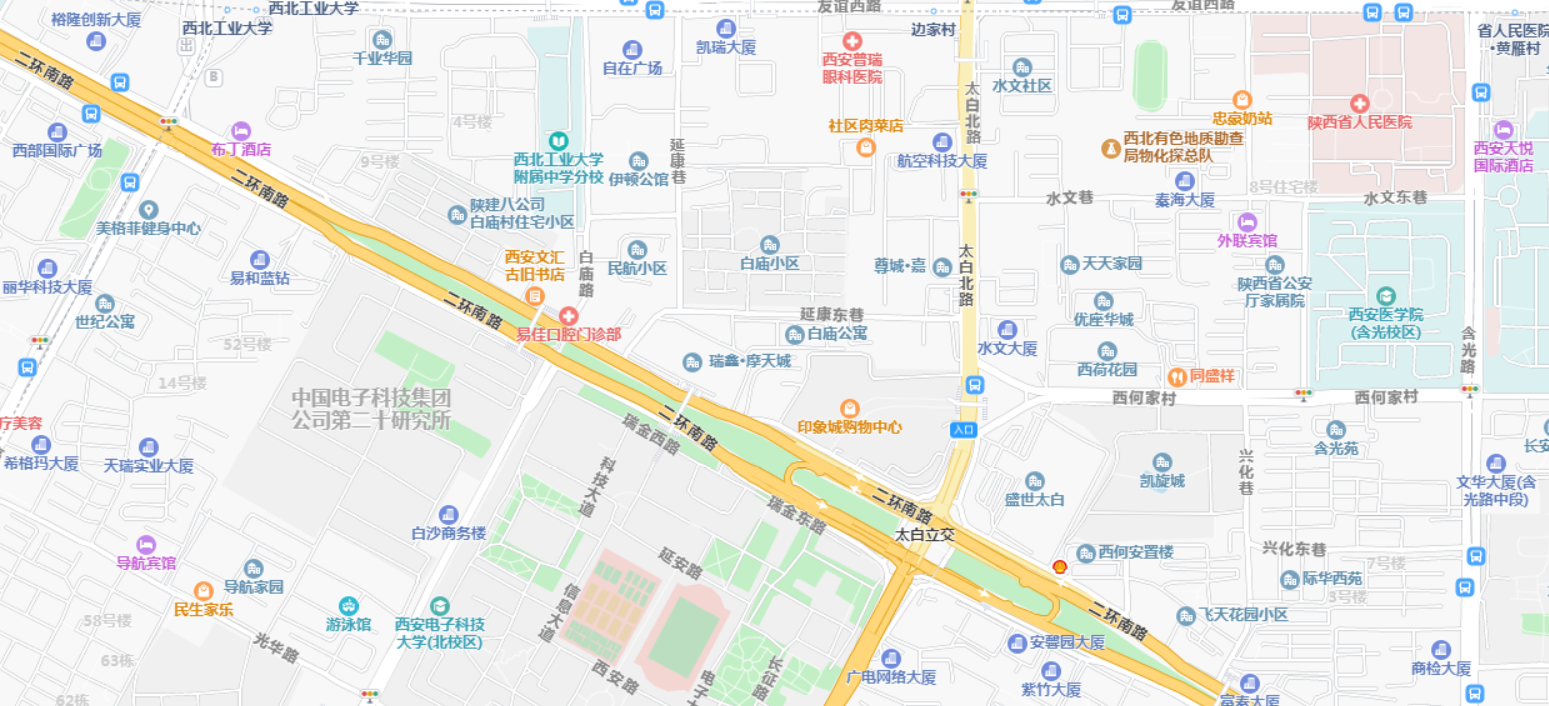 西北工业大学
裕隆创新大厦
西北工业大学
出
B
千业华园
自在广场
凯瑞大厦
友谊西路
西安普瑞
眼科医院
边家村
友谊西路
水文社区
省人民医院
·黄雁村
二环南路
西部国际广场
布丁酒店
4号楼
9号楼
西北工业大学
附属中学分校
伊顿公馆
延康巷
社区肉菜店
航空科技大厦
太白北路
西北有色地质勘查
局物化探总队
忠豪奶站
陕西省人民医院
西安天悦
国际酒店
二环南路
美格菲健身中心
陕建八公司
白庙村住宅小区
水文巷
秦海大厦
8号住宅楼
水文东巷
外联宾馆
丽华科技大厦
易和蓝钻
西安文汇
古旧书店
白庙路
民航小区
白庙小区
尊城·嘉
太白北路
天天家园
陕西省公安
厅家属院
世纪公寓
二环南路
易佳口腔门诊部
延康东巷
白庙公寓
水文大厦
优座华城
西安医学院
(含光校区)
含光路
52号楼
14号楼
瑞鑫·摩天城
西荷花园
同盛祥
西何家村
西何家村
中国电子科技集团
公司第二十研究所
疗美容
希格玛大厦
天瑞实业大厦
瑞金西路
二环南路
印象城购物中心
入口
含光苑
长安
科技大道
盛世太白
凯旋城
兴化巷
文华大厦(含
光路中段)
白沙商务楼
瑞金东路
二环南路
太白立交
导航宾馆
导航家园
延安路
西何安置楼
兴化东巷
7号楼
际华西苑
3号楼
民生家乐
58号楼
游泳馆
西安电子科技
大学(北校区)
信息大道
二环南路
飞天花园小区
光华路
63栋
62栋
西安路
电子大
长征路
广电网络大厦
安馨园大厦
紫竹大厦
富泰大厦
商检大厦